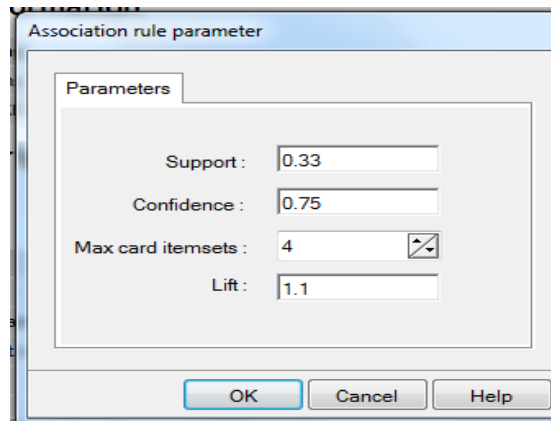 Association rule parameter
Parameters
Support : 0.33
Confidence : 0.75
Max card itemsets : 4
Lift : 1.1
OK Cancel Help